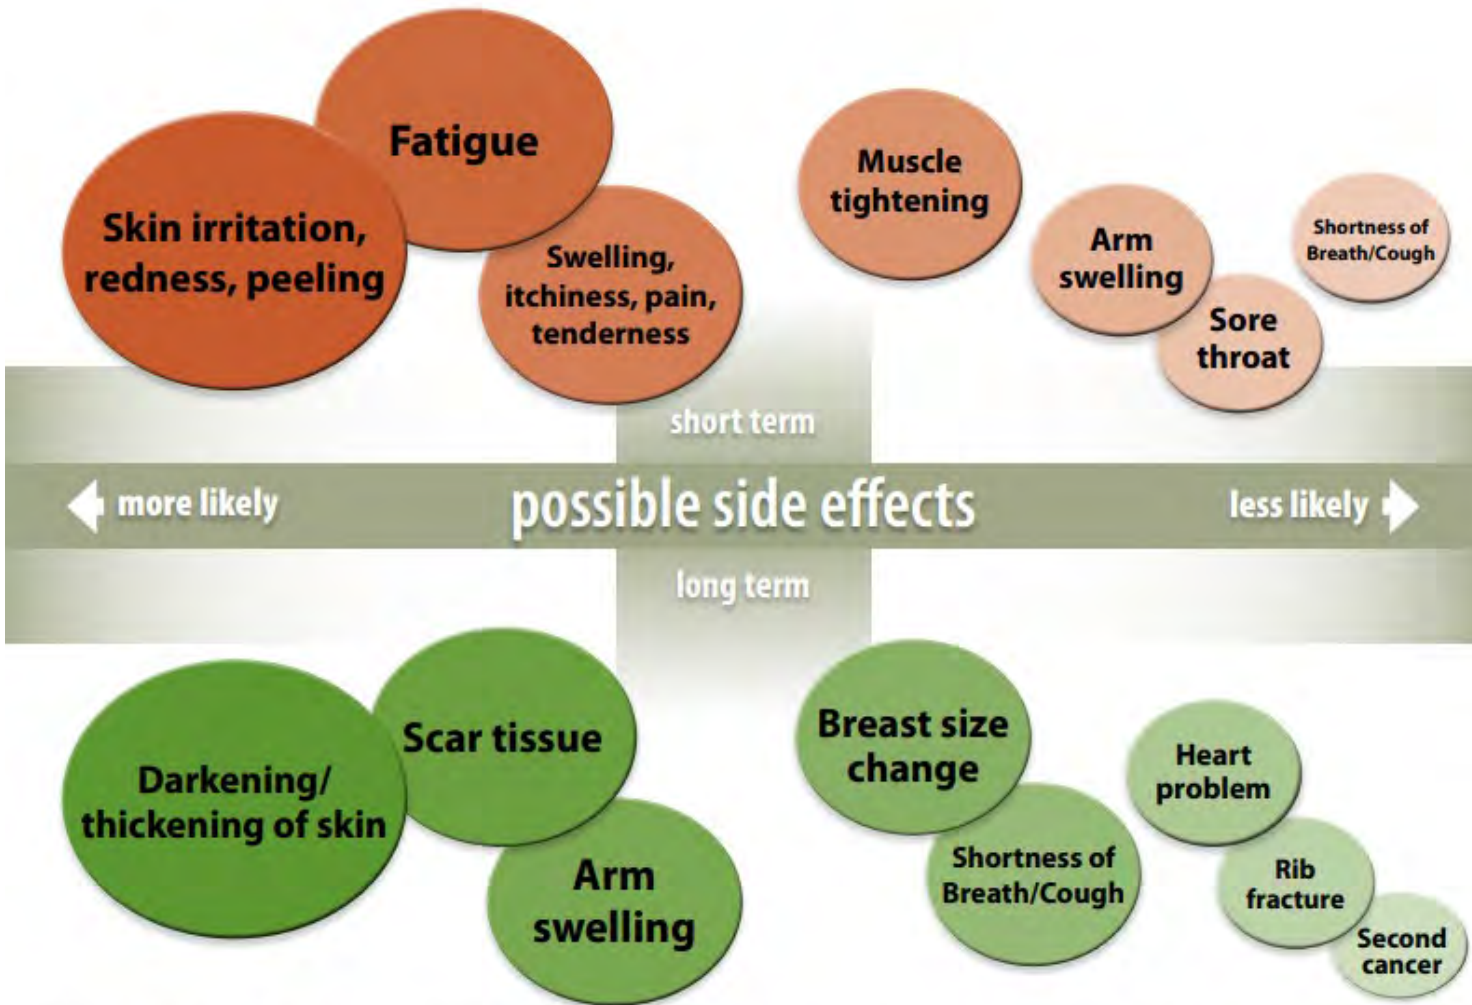 Fatigue
Skin irritation,
redness, peeling
Swelling,
itchiness, pain,
tenderness
Muscle
tightening
Arm
swelling
Sore
throat
Shortness of
Breath/Cough
short term
more likely
possible side effects
less likely
long term
Darkening/
thickening of skin
Scar tissue
Arm
swelling
Breast size
change
Shortness of
Breath/Cough
Heart
problem
Rib
fracture
Second
cancer